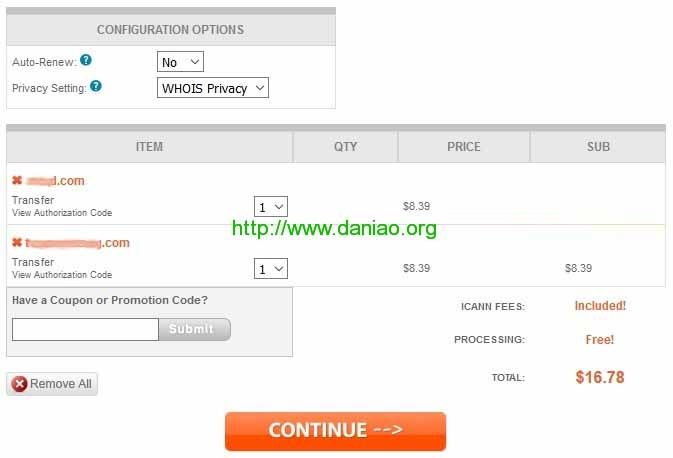 CONFIGURATION OPTIONS
Auto-Renew: ? No
Privacy Setting: ? WHOIS Privacy
ITEM QTY PRICE SUB
.com
Transfer 1 $8.39
View Authorization Code
http://www.daniao.org
.com
Transfer 1 $8.39 $8.39
View Authorization Code
Have a Coupon or Promotion Code?
Submit
ICANN FEES: Included!
PROCESSING: Free!
Remove All
TOTAL: $16.78
CONTINUE -->